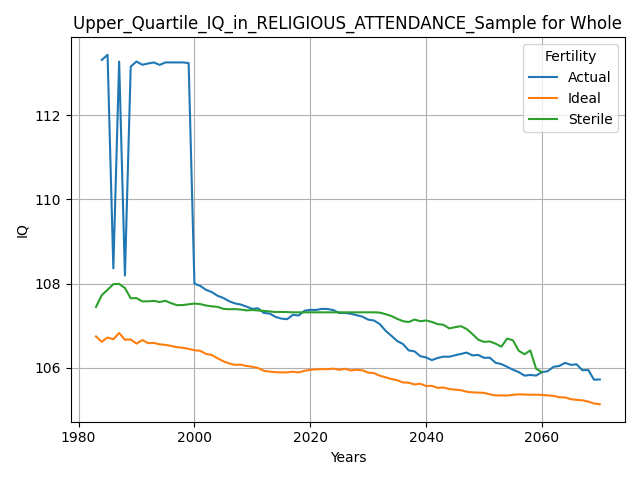 Upper_Quartile_IQ_in_RELIGIOUS_ATTENDANCE_Sample for Whole
Fertility
Actual
Ideal
Sterile
112
110
108
106
IQ
1980
2000
2020
2040
2060
Years